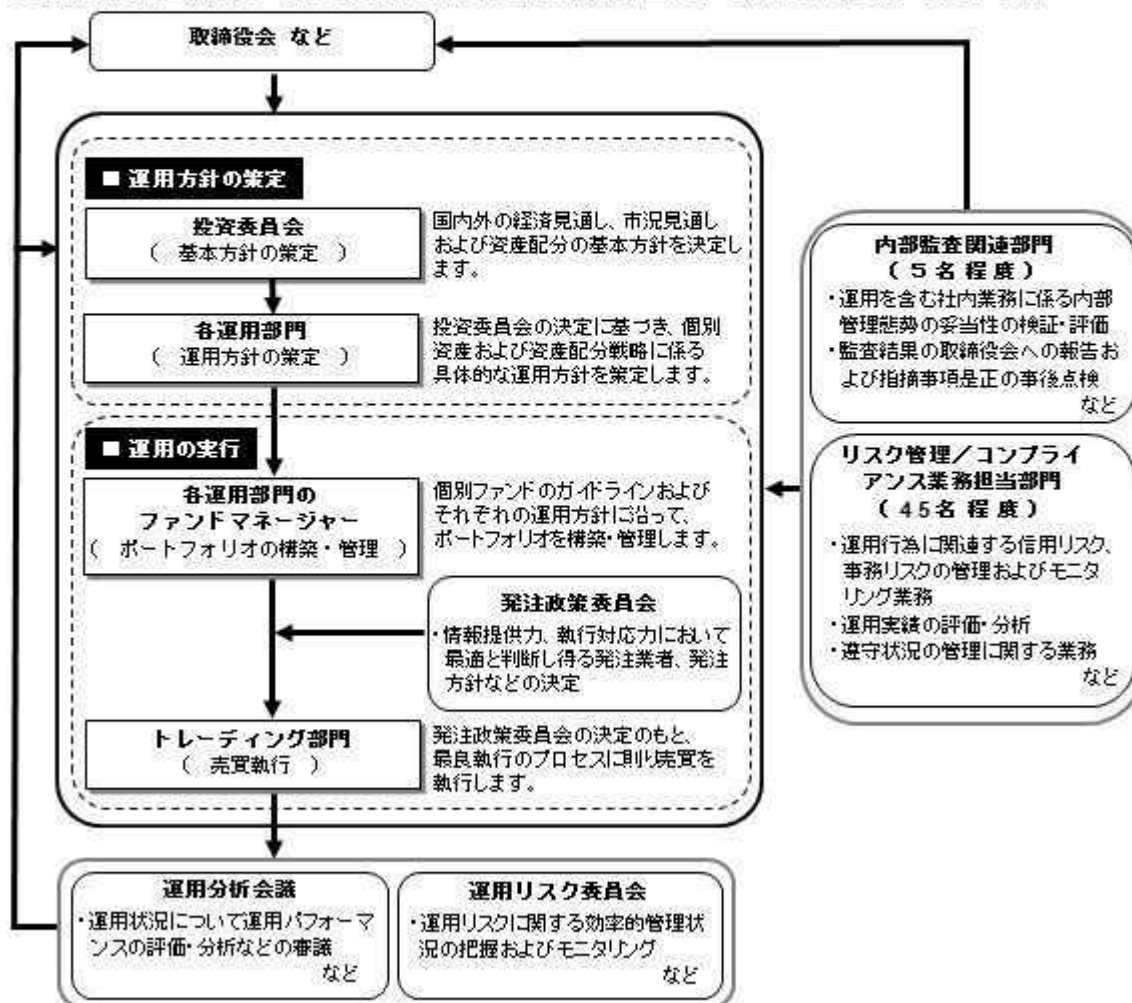 取締役会 など
■ 運用方針の策定
投資委員会
( 基本方針の策定 )
国内外の経済見通し、市況見通し
および資産配分の基本方針を決定し
ます。
各運用部門
( 運用方針の策定 )
投資委員会の決定に基づき、個別
資産および資産配分戦略に係る
具体的な運用方針を策定します。
■ 運用の実行
各運用部門の
ファンドマネージャー
( ポートフォリオの構築・管理 )
個別ファンドのガイドラインおよび
それぞれの運用方針に沿って、
ポートフォリオを構築・管理します。
発注政策委員会
・情報提供力、執行対応力において
最適と判断し得る発注業者、発注
方針などの決定
トレーディング部門
( 売買執行 )
発注政策委員会の決定のもと、
最良執行のプロセスに則り売買を
執行します。
内部監査関連部門
( 5名程度 )
・運用を含む社内業務に係る内部
管理態勢の妥当性の検証・評価
・監査結果の取締役会への報告お
よび指摘事項是正の事後点検
など
リスク管理/コンプライ
アンス業務担当部門
( 45名程度 )
・運用行為に関連する信用リスク、
事務リスクの管理およびモニタ
リング業務
・運用実績の評価・分析
・遵守状況の管理に関する業務
など
運用分析会議
・運用状況について運用パフォーマ
ンスの評価・分析などの審議
など
運用リスク委員会
・運用リスクに関する効率的管理状
況の把握およびモニタリング
など